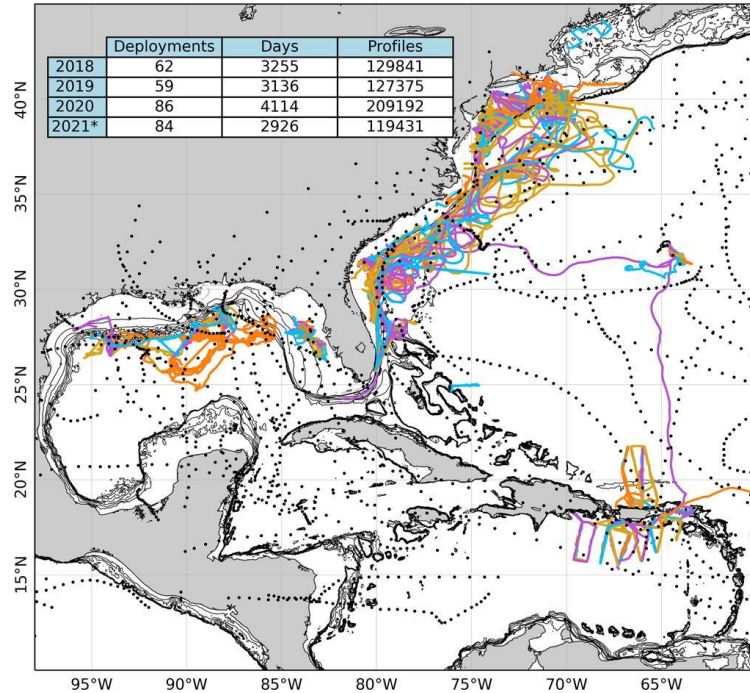 Deployments Days Profiles
2018 62 3255 129841
2019 59 3136 127375
2020 86 4114 209192
2021* 84 2926 119431
40°N
35°N
30°N
25°N
20°N
15°N
95°W 90°W 85°W 80°W 75°W 70°W 65°W